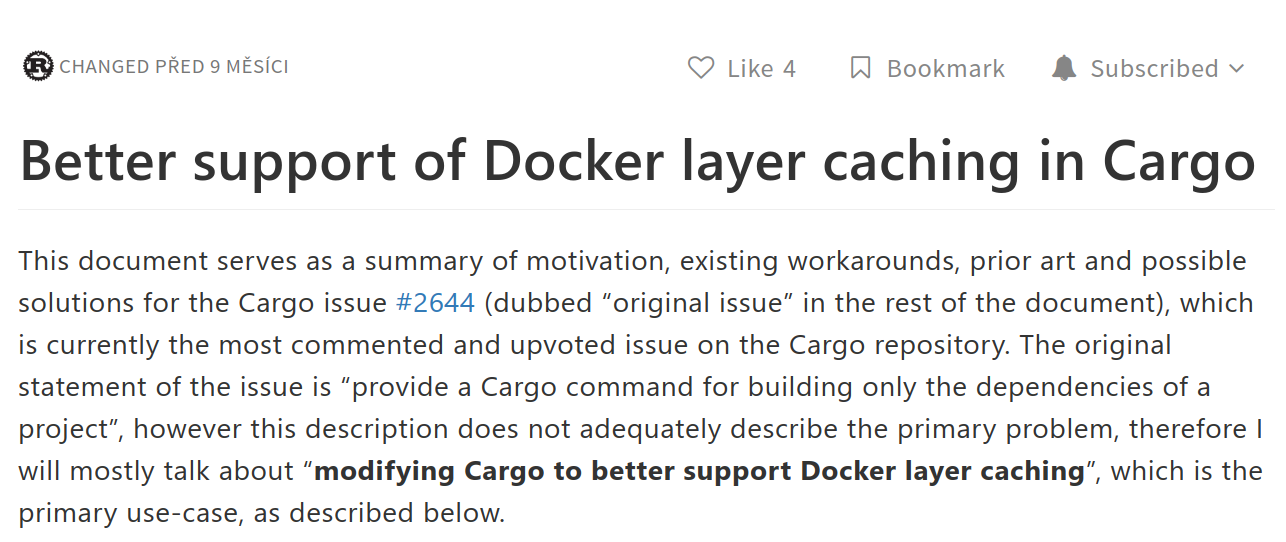 CHANGED PŘED 9 MĚSÍCI
Like 4
Bookmark
Subscribed
Better support of Docker layer caching in Cargo
This document serves as a summary of motivation, existing workarounds, prior art and possible
solutions for the Cargo issue #2644 (dubbed “original issue” in the rest of the document), which
is currently the most commented and upvoted issue on the Cargo repository. The original
statement of the issue is “provide a Cargo command for building only the dependencies of a
project”, however this description does not adequately describe the primary problem, therefore I
will mostly talk about “modifying Cargo to better support Docker layer caching”, which is the
primary use-case, as described below.